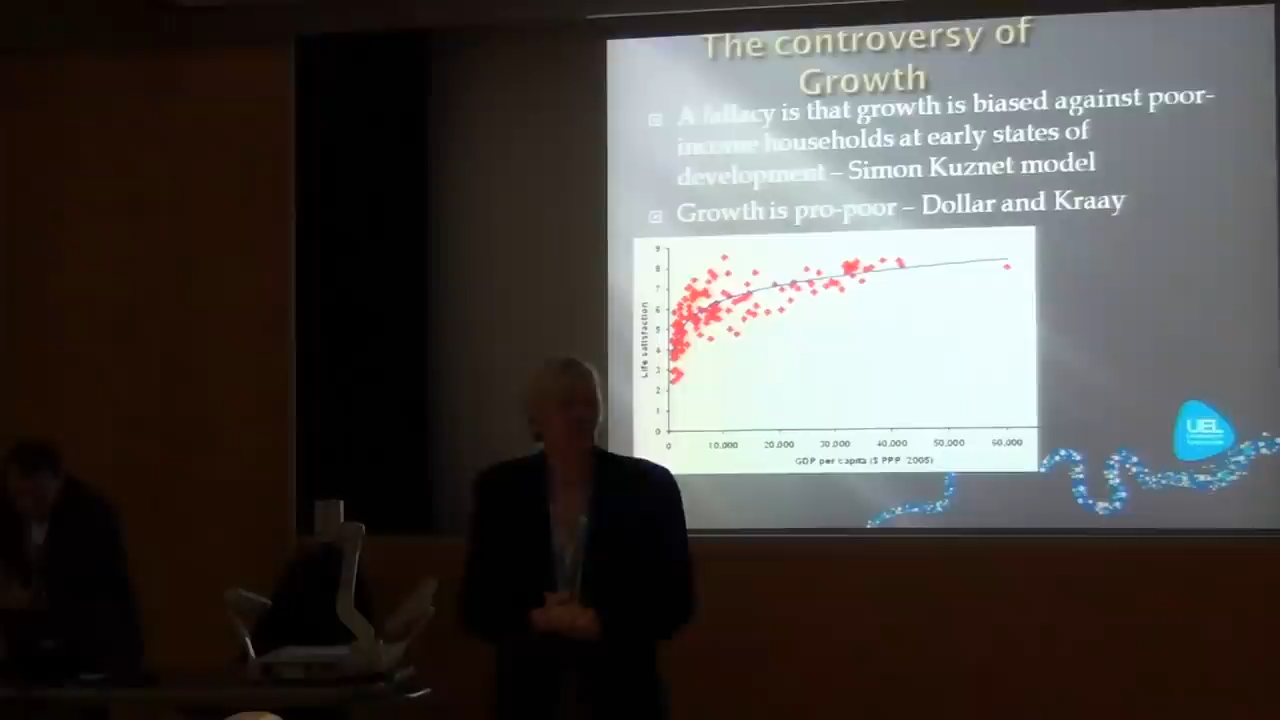 The controversy of
Growth
A fallacy is that growth is biased against poor-
income households at early states of
development – Simon Kuznet model
Growth is pro-poor – Dollar and Kraay
9
8
7
6
5
4
3
2
1
0
Life satisfaction
0 10,000 20,000 30,000 40,000 50,000 60,000
GDP per capita ($ PPP 2005)
UEL